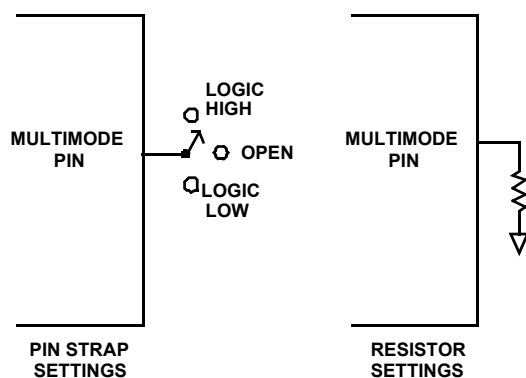 LOGIC
HIGH
MULTIMODE
PIN
OPEN
LOGIC
LOW
PIN STRAP
SETTINGS
MULTIMODE
PIN
RESISTOR
SETTINGS